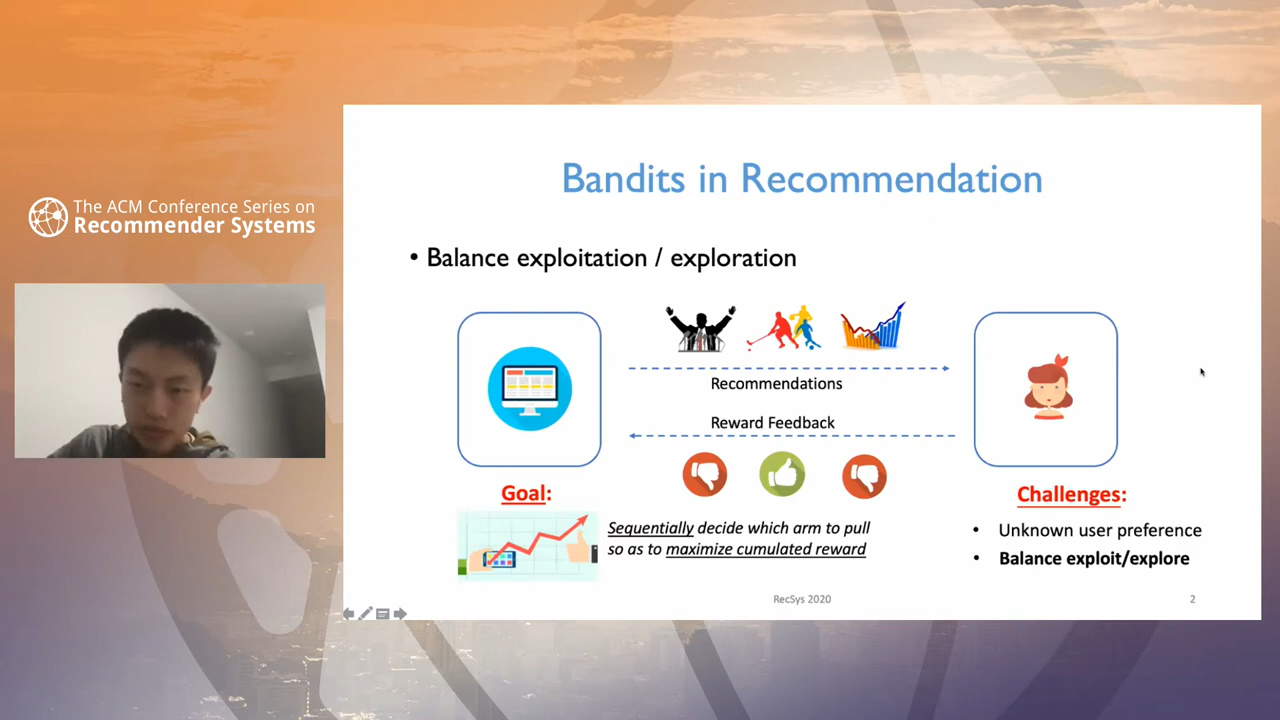 The ACM Conference Series on
Recommender Systems
Bandits in Recommendation
• Balance exploitation / exploration
Recommendations
Reward Feedback
Goal:
Sequentially decide which arm to pull
so as to maximize cumulated reward
Challenges:
• Unknown user preference
• Balance exploit/explore
RecSys 2020
2